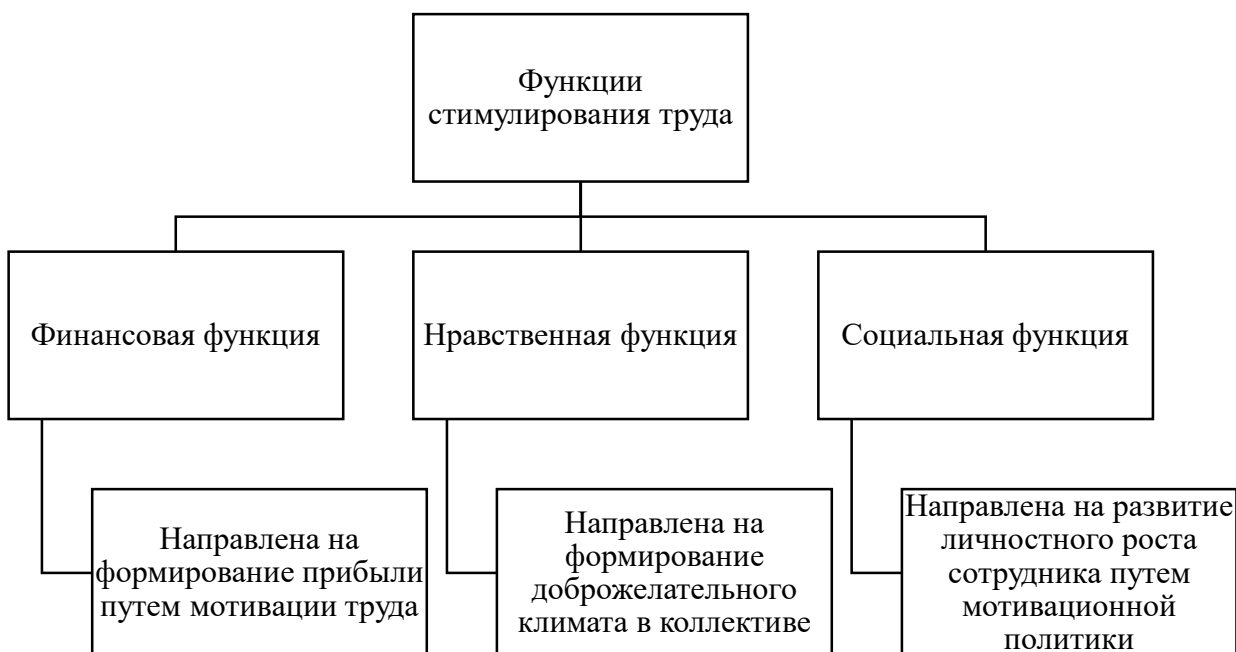 Функции
стимулирования труда
Финансовая функция
Нравственная функция
Социальная функция
Направлена на
формирование прибыли
путем мотивации труда
Направлена на
формирование
доброжелательного
климата в коллективе
Направлена на развитие
личностного роста
сотрудника путем
мотивационной
политики